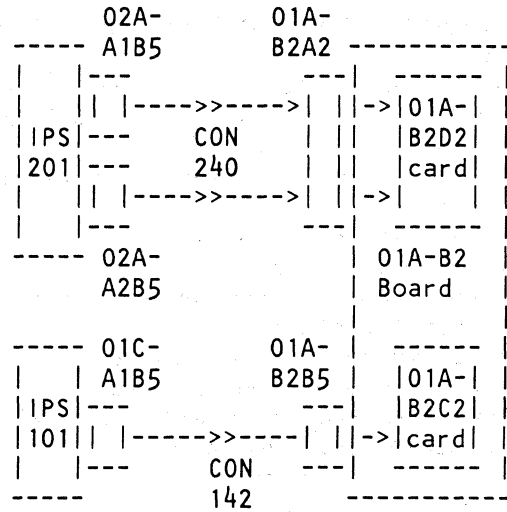 02A- 01A-
A1B5 B2A2
01A-
IPS CON B2D2
201 240 card
02A- 01A-B2
A2B5 Board
01C- 01A-
A1B5 B2B5 01A-
IPS B2C2
101 card
CON
142